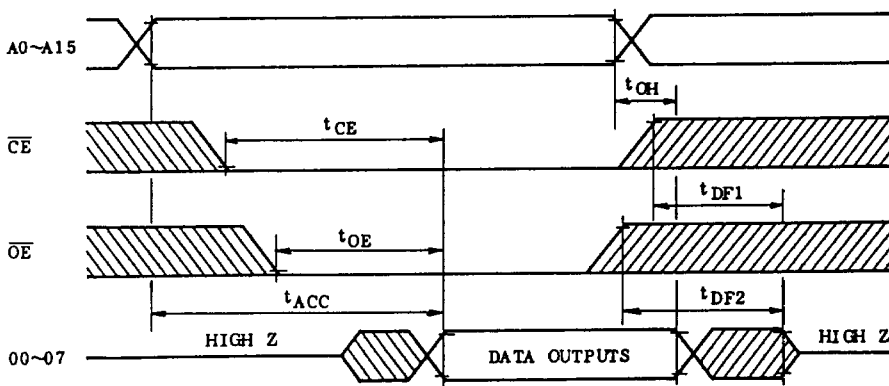 A0~A15
tOH
tCE
CE
tDF1
tOE
OE
tACC
tDF2
HIGH Z
HIGH Z
00~07
DATA OUTPUTS